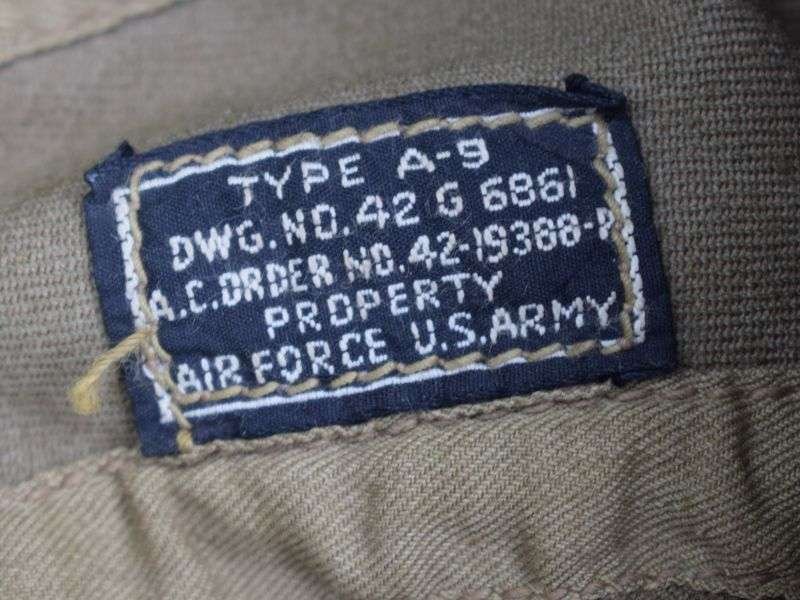 TYPE A-9
DWG. NO. 42 G 6861
A.C. ORDER NO. 42-19388-P
PROPERTY
AIR FORCE U.S. ARMY